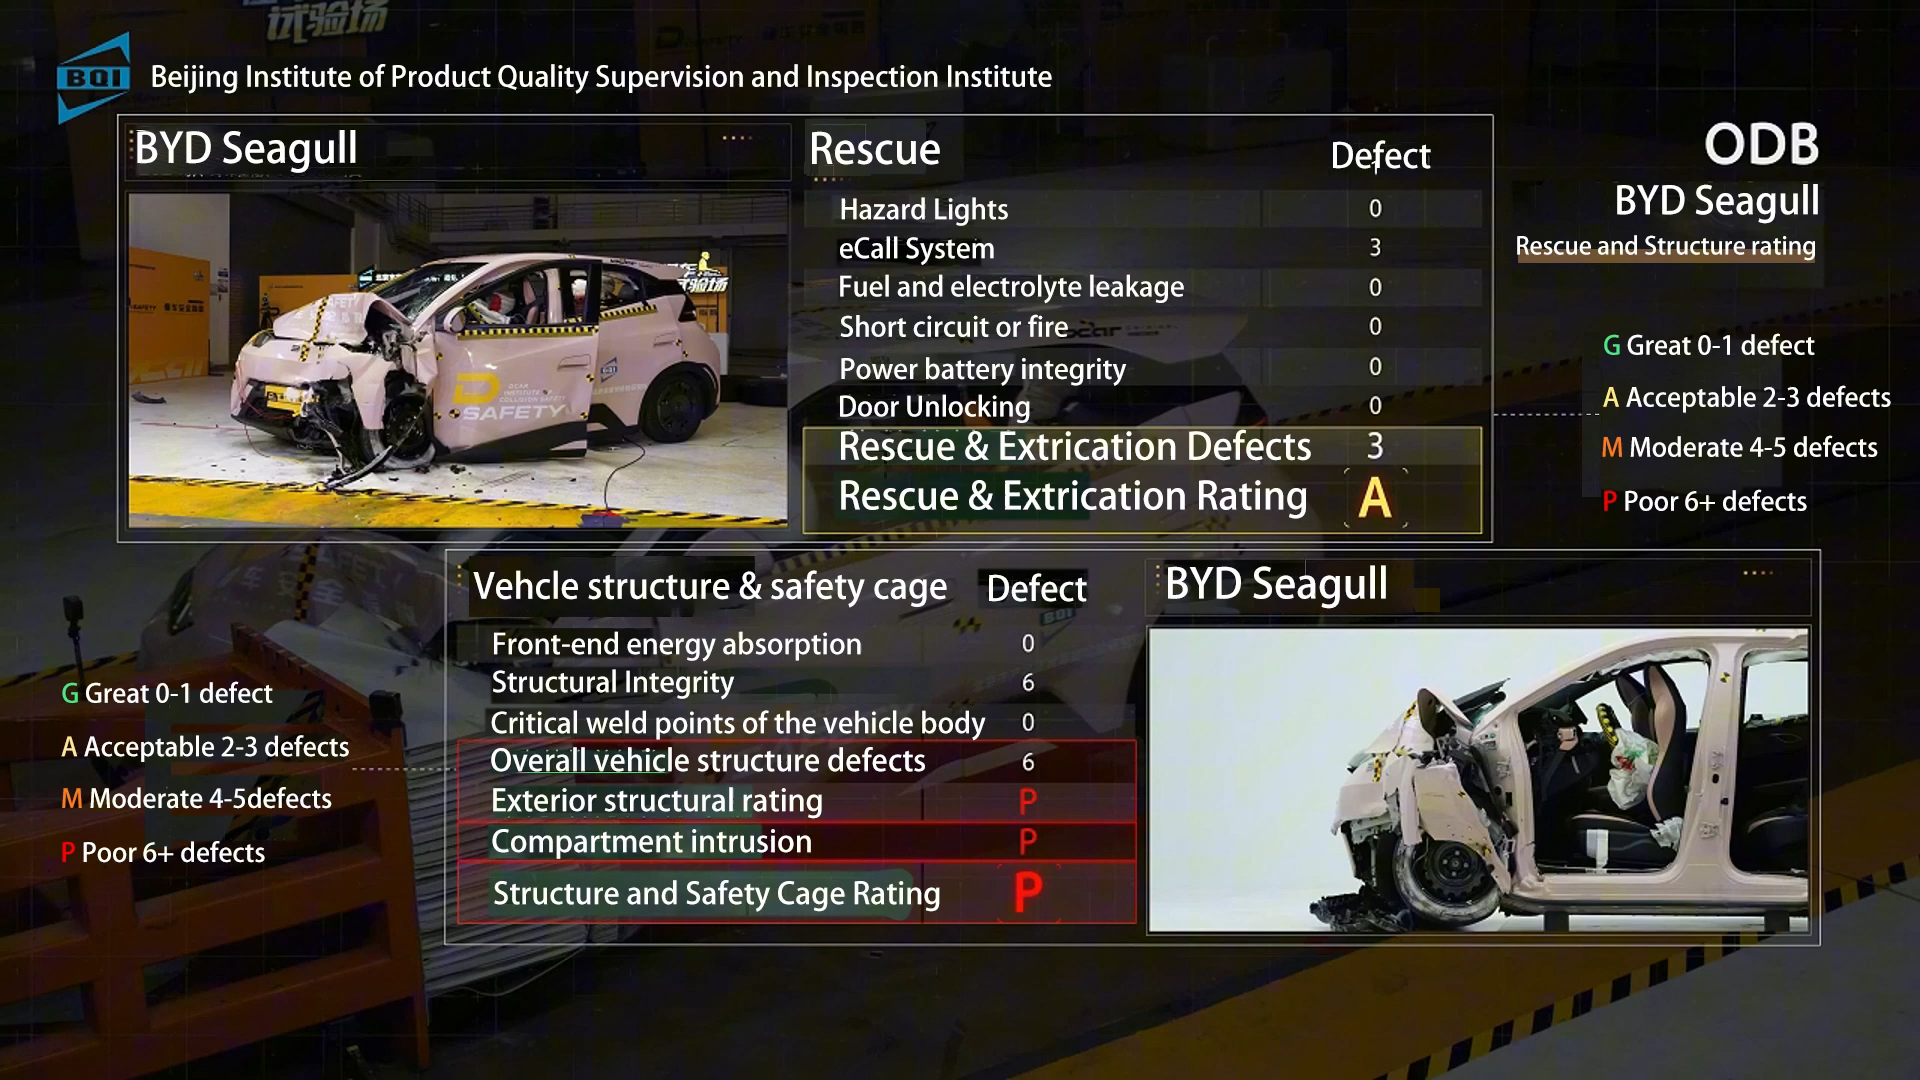 试验场
BQI
Beijing Institute of Product Quality Supervision and Inspection Institute
BYD Seagull
D
SAFETY
Rescue
Defect
Hazard Lights 0
eCall System 3
Fuel and electrolyte leakage 0
Short circuit or fire 0
Power battery integrity 0
Door Unlocking 0
Rescue & Extrication Defects 3
Rescue & Extrication Rating A
ODB
BYD Seagull
Rescue and Structure rating
G Great 0-1 defect
A Acceptable 2-3 defects
M Moderate 4-5 defects
P Poor 6+ defects
G Great 0-1 defect
A Acceptable 2-3 defects
M Moderate 4-5defects
P Poor 6+ defects
Vehcle structure & safety cage Defect
Front-end energy absorption 0
Structural Integrity 6
Critical weld points of the vehicle body 0
Overall vehicle structure defects 6
Exterior structural rating P
Compartment intrusion P
Structure and Safety Cage Rating P
BYD Seagull